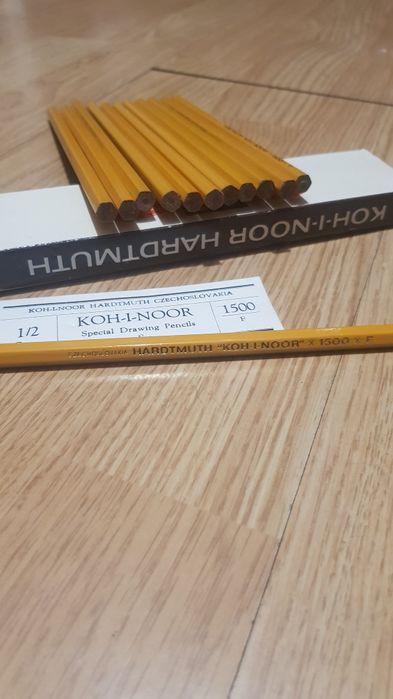 KOH-I-NOOR HARDTMUTH
KOH-I-NOOR HARDTMUTH CZECHOSLOVAKIA
1/2 KOH-I-NOOR 1500
Special Drawing Pencils F
HARDTMUTH "KOH-I-NOOR" x 1500 x F